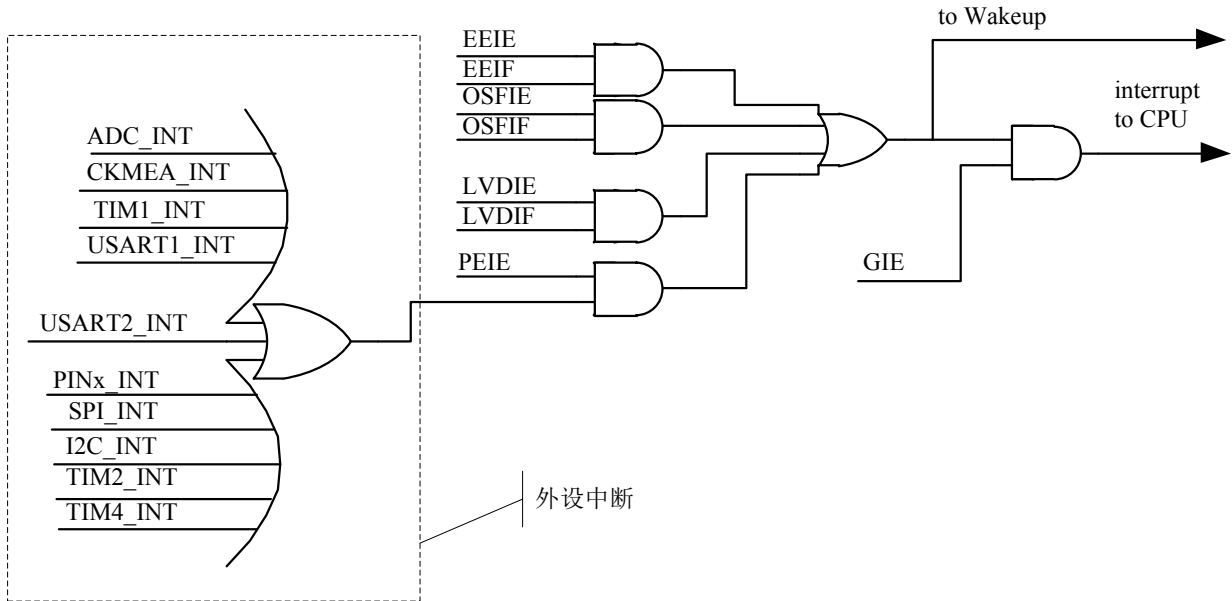 to Wakeup
EEIE
EEIF
OSFIE
OSFIF
interrupt
to CPU
ADC_INT
CKMEA_INT
TIM1_INT
USART1_INT
LVDIE
LVDIF
PEIE
GIE
USART2_INT
PINx_INT
SPI_INT
I2C_INT
TIM2_INT
TIM4_INT
外设中断